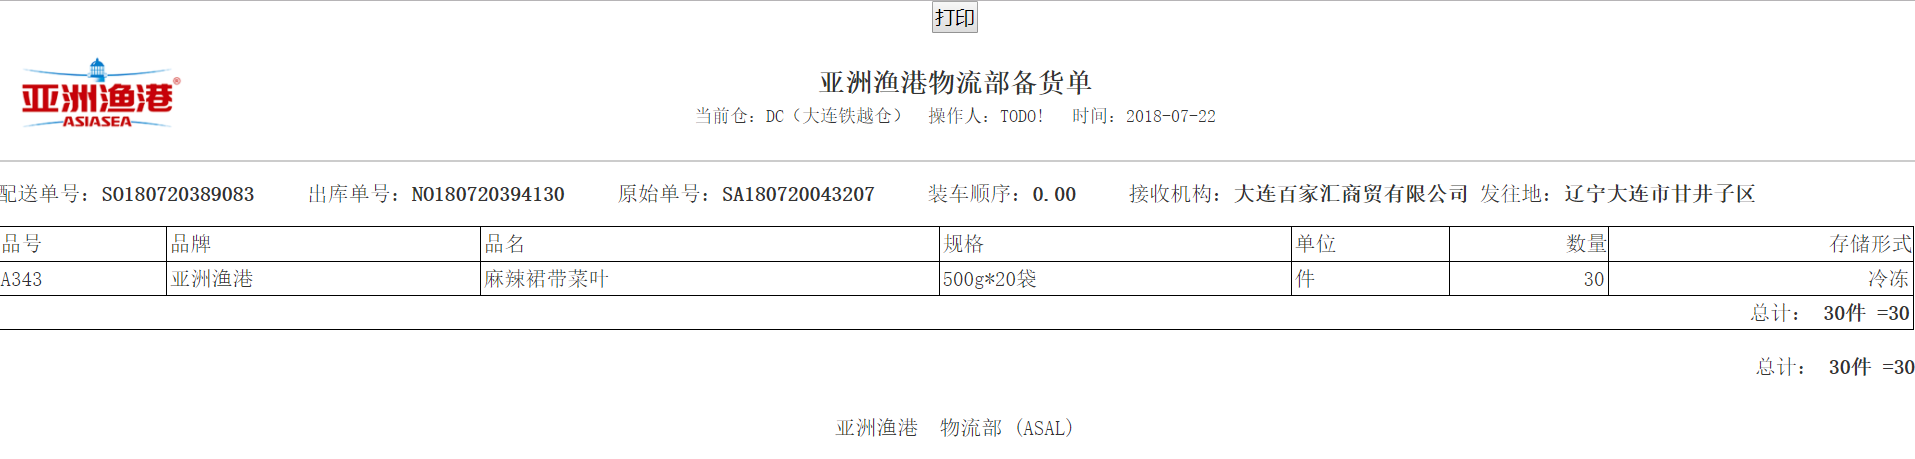 打印
亚洲渔港®
ASIASEA
亚洲渔港物流部备货单
当前仓：DC（大连铁越仓） 操作人：TODO! 时间：2018-07-22
配送单号：SO180720389083 出库单号：NO180720394130 原始单号：SA180720043207 装车顺序：0.00 接收机构：大连百家汇商贸有限公司 发往地：辽宁大连市甘井子区
品号 品牌 品名 规格 单位 数量 存储形式
A343 亚洲渔港 麻辣裙带菜叶 500g*20袋 件 30 冷冻
总计： 30件 =30
总计： 30件 =30
亚洲渔港 物流部 (ASAL)